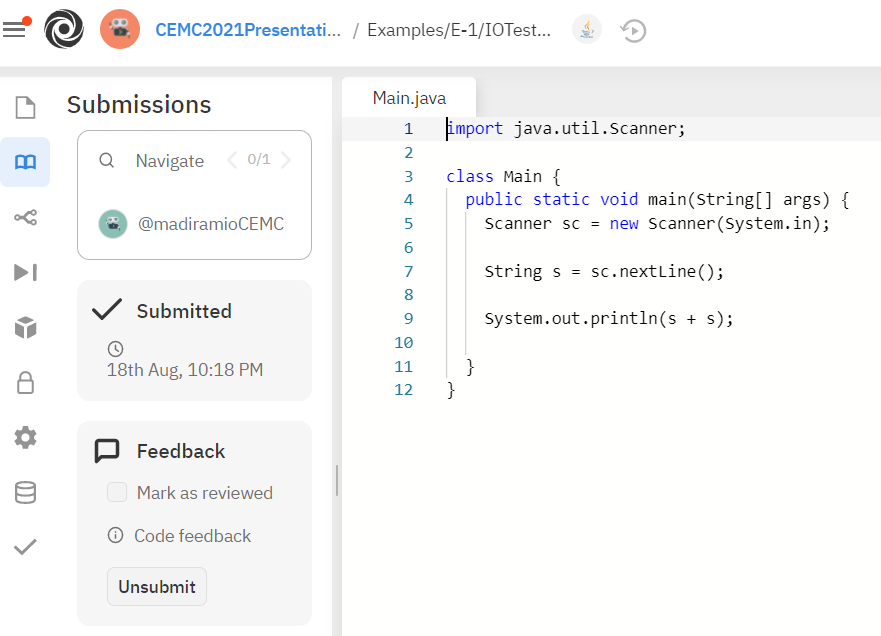 CEMC2021Presentati... / Examples/E-1/IOTest...
Submissions
Navigate 0/1
@madiramioCEMC
Submitted
18th Aug, 10:18 PM
Feedback
Mark as reviewed
Code feedback
Unsubmit
Main.java
1 import java.util.Scanner;
2
3 class Main {
4 public static void main(String[] args) {
5 Scanner sc = new Scanner(System.in);
6
7 String s = sc.nextLine();
8
9 System.out.println(s + s);
10
11 }
12 }